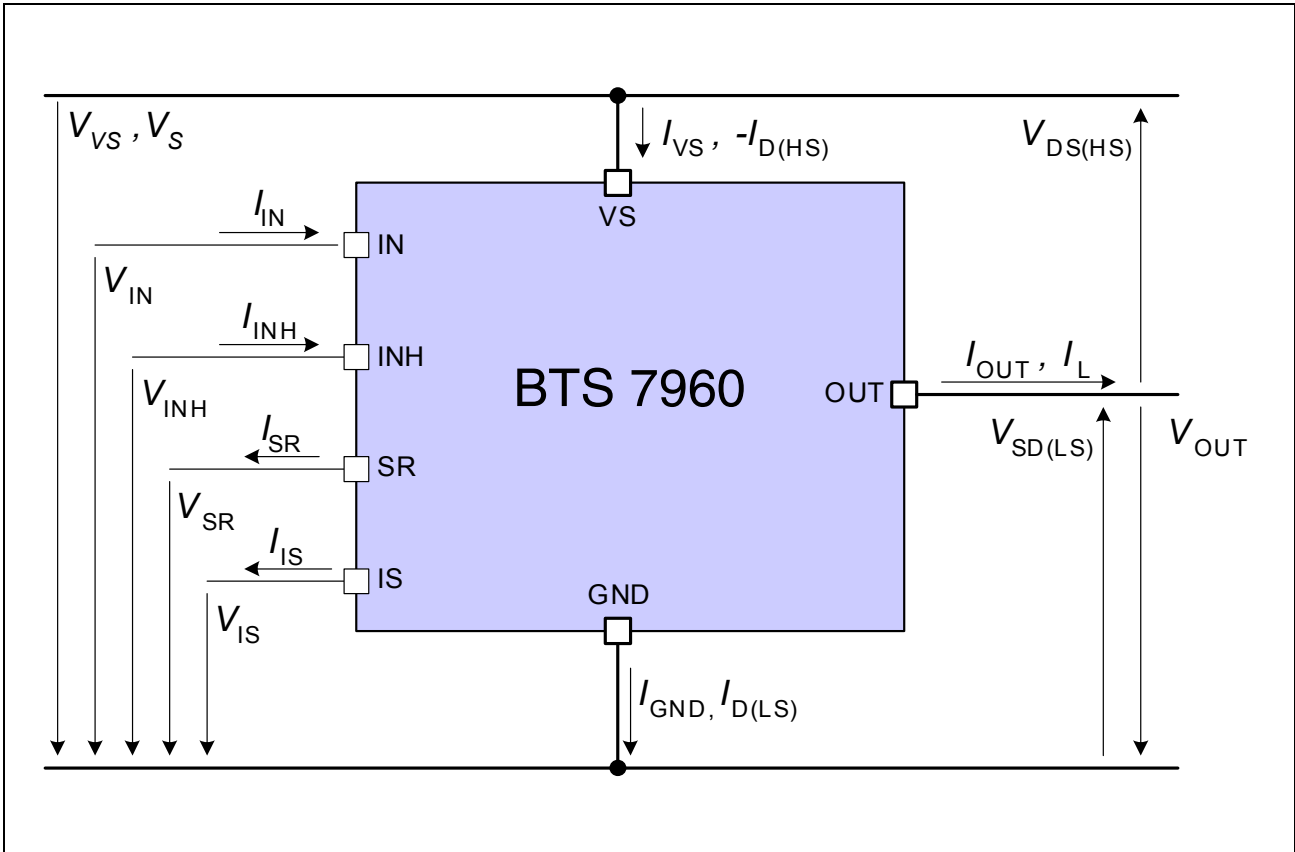 V_VS , V_S
I_VS , -I_D(HS)
V_DS(HS)
VS
I_IN
IN
V_IN
I_INH
INH
V_INH
BTS 7960
OUT
I_OUT , I_L
I_SR
SR
V_SR
V_SD(LS)
V_OUT
I_IS
IS
V_IS
GND
I_GND, I_D(LS)